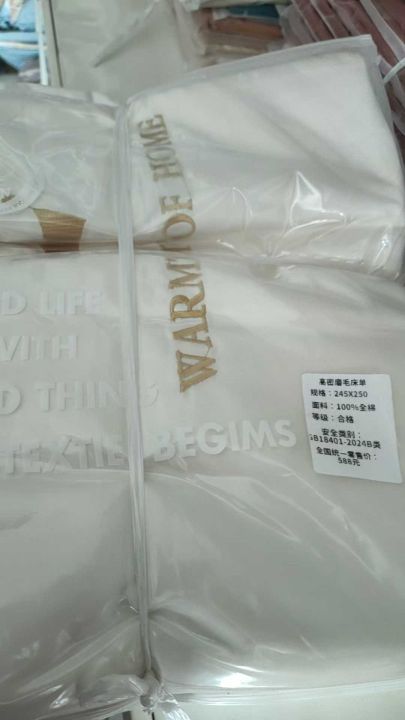 WARMT OF HOME
D LIFE
WITH
D THING
TEXTIE BEGIMS
高密磨毛床单
规格：245X250
面料：100%全棉
等级：合格
安全类别：
GB18401-2024B类
全国统一零售价：
588元